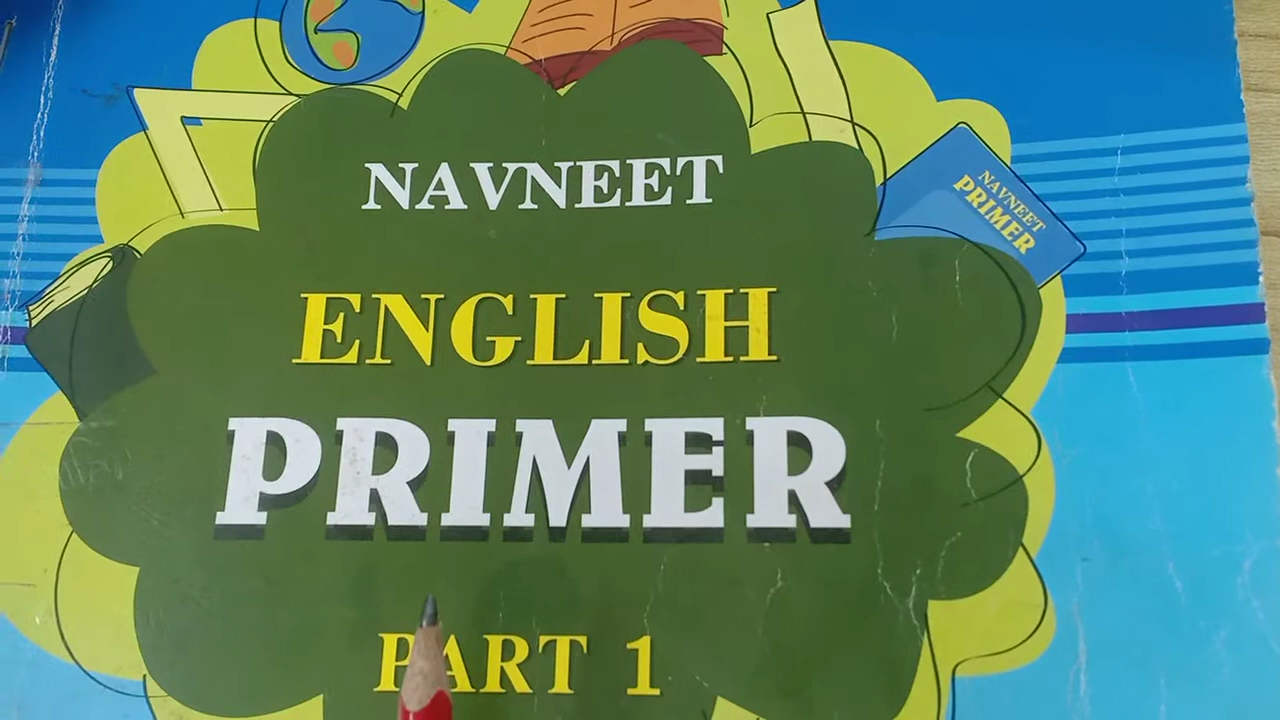 NAVNEET
ENGLISH
PRIMER
PART 1
NAVNEET
PRIMER